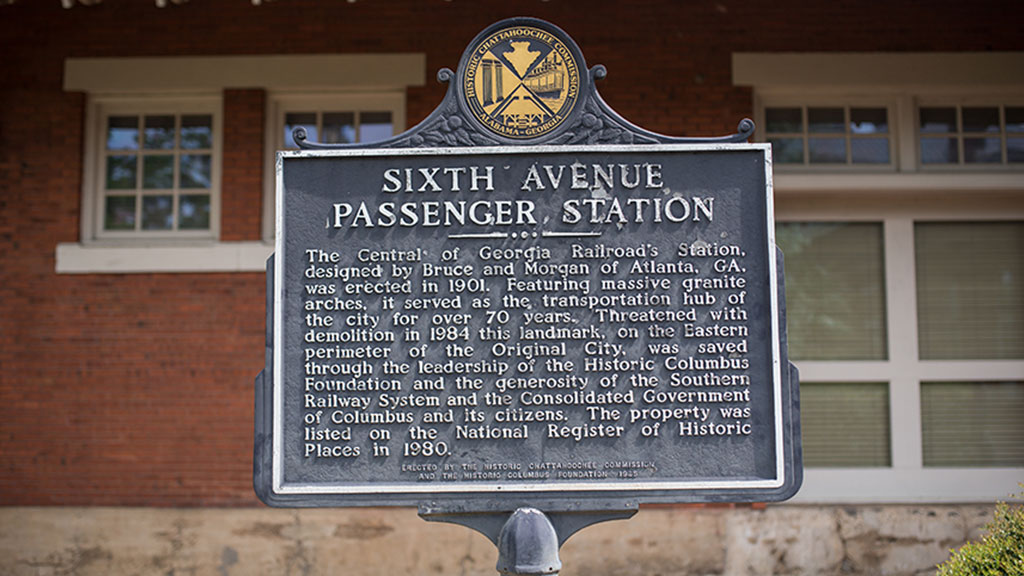 HISTORIC CHATTAHOOCHEE COMMISSION
ALABAMA-GEORGIA
SIXTH AVENUE
PASSENGER STATION
The Central of Georgia Railroad's Station,
designed by Bruce and Morgan of Atlanta, GA,
was erected in 1901. Featuring massive granite
arches, it served as the transportation hub of
the city for over 70 years. Threatened with
demolition in 1984 this landmark, on the Eastern
perimeter of the Original City, was saved
through the leadership of the Historic Columbus
Foundation and the generosity of the Southern
Railway System and the Consolidated Government
of Columbus and its citizens. The property was
listed on the National Register of Historic
Places in 1980.
ERECTED BY THE HISTORIC CHATTAHOOCHEE COMMISSION
AND THE HISTORIC COLUMBUS FOUNDATION